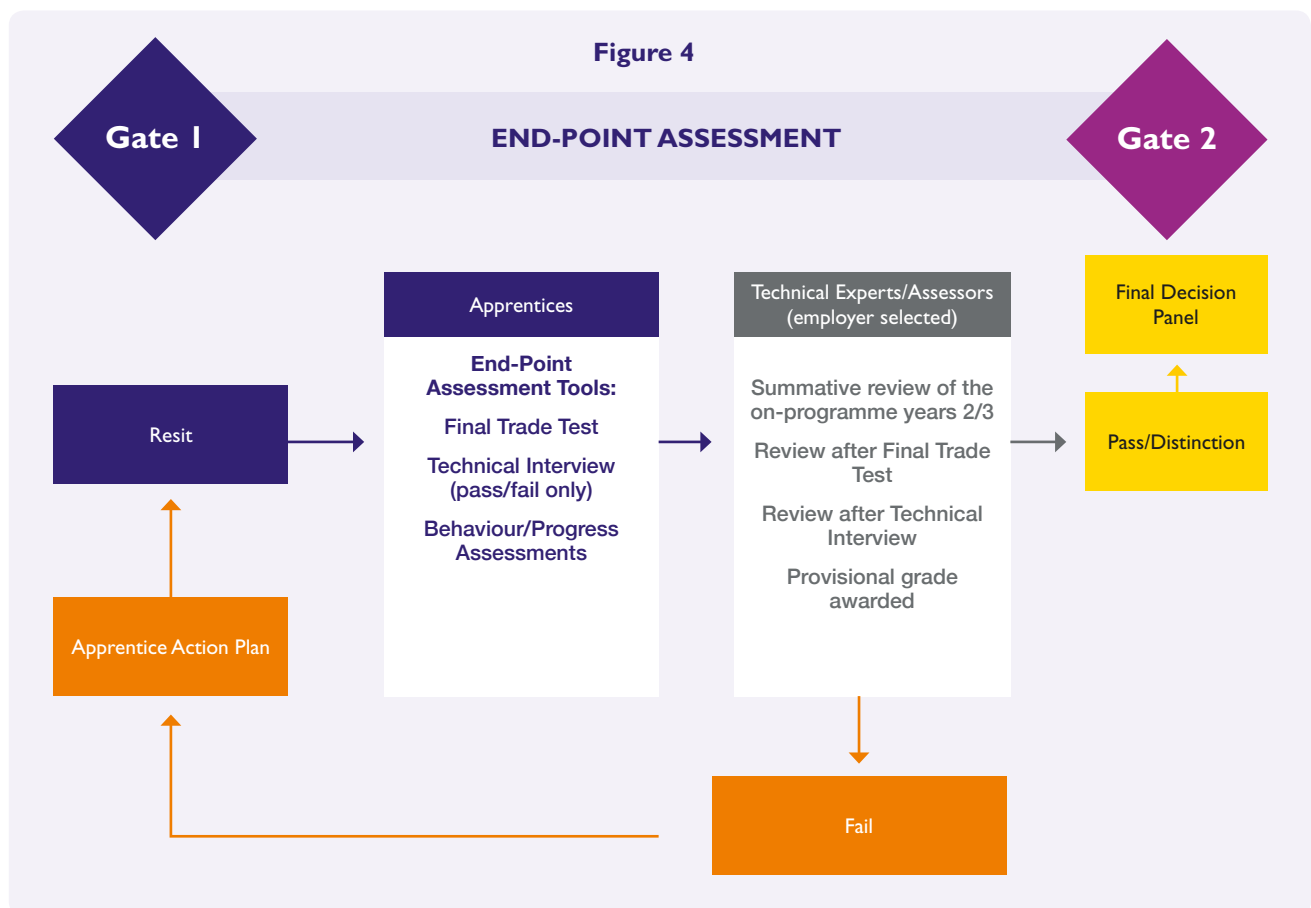 Figure 4
Gate 1
END-POINT ASSESSMENT
Gate 2
Apprentices
End-Point
Assessment Tools:
Final Trade Test
Technical Interview
(pass/fail only)
Behaviour/Progress
Assessments
Technical Experts/Assessors
(employer selected)
Summative review of the
on-programme years 2/3
Review after Final Trade
Test
Review after Technical
Interview
Provisional grade
awarded
Final Decision
Panel
Pass/Distinction
Resit
Apprentice Action Plan
Fail